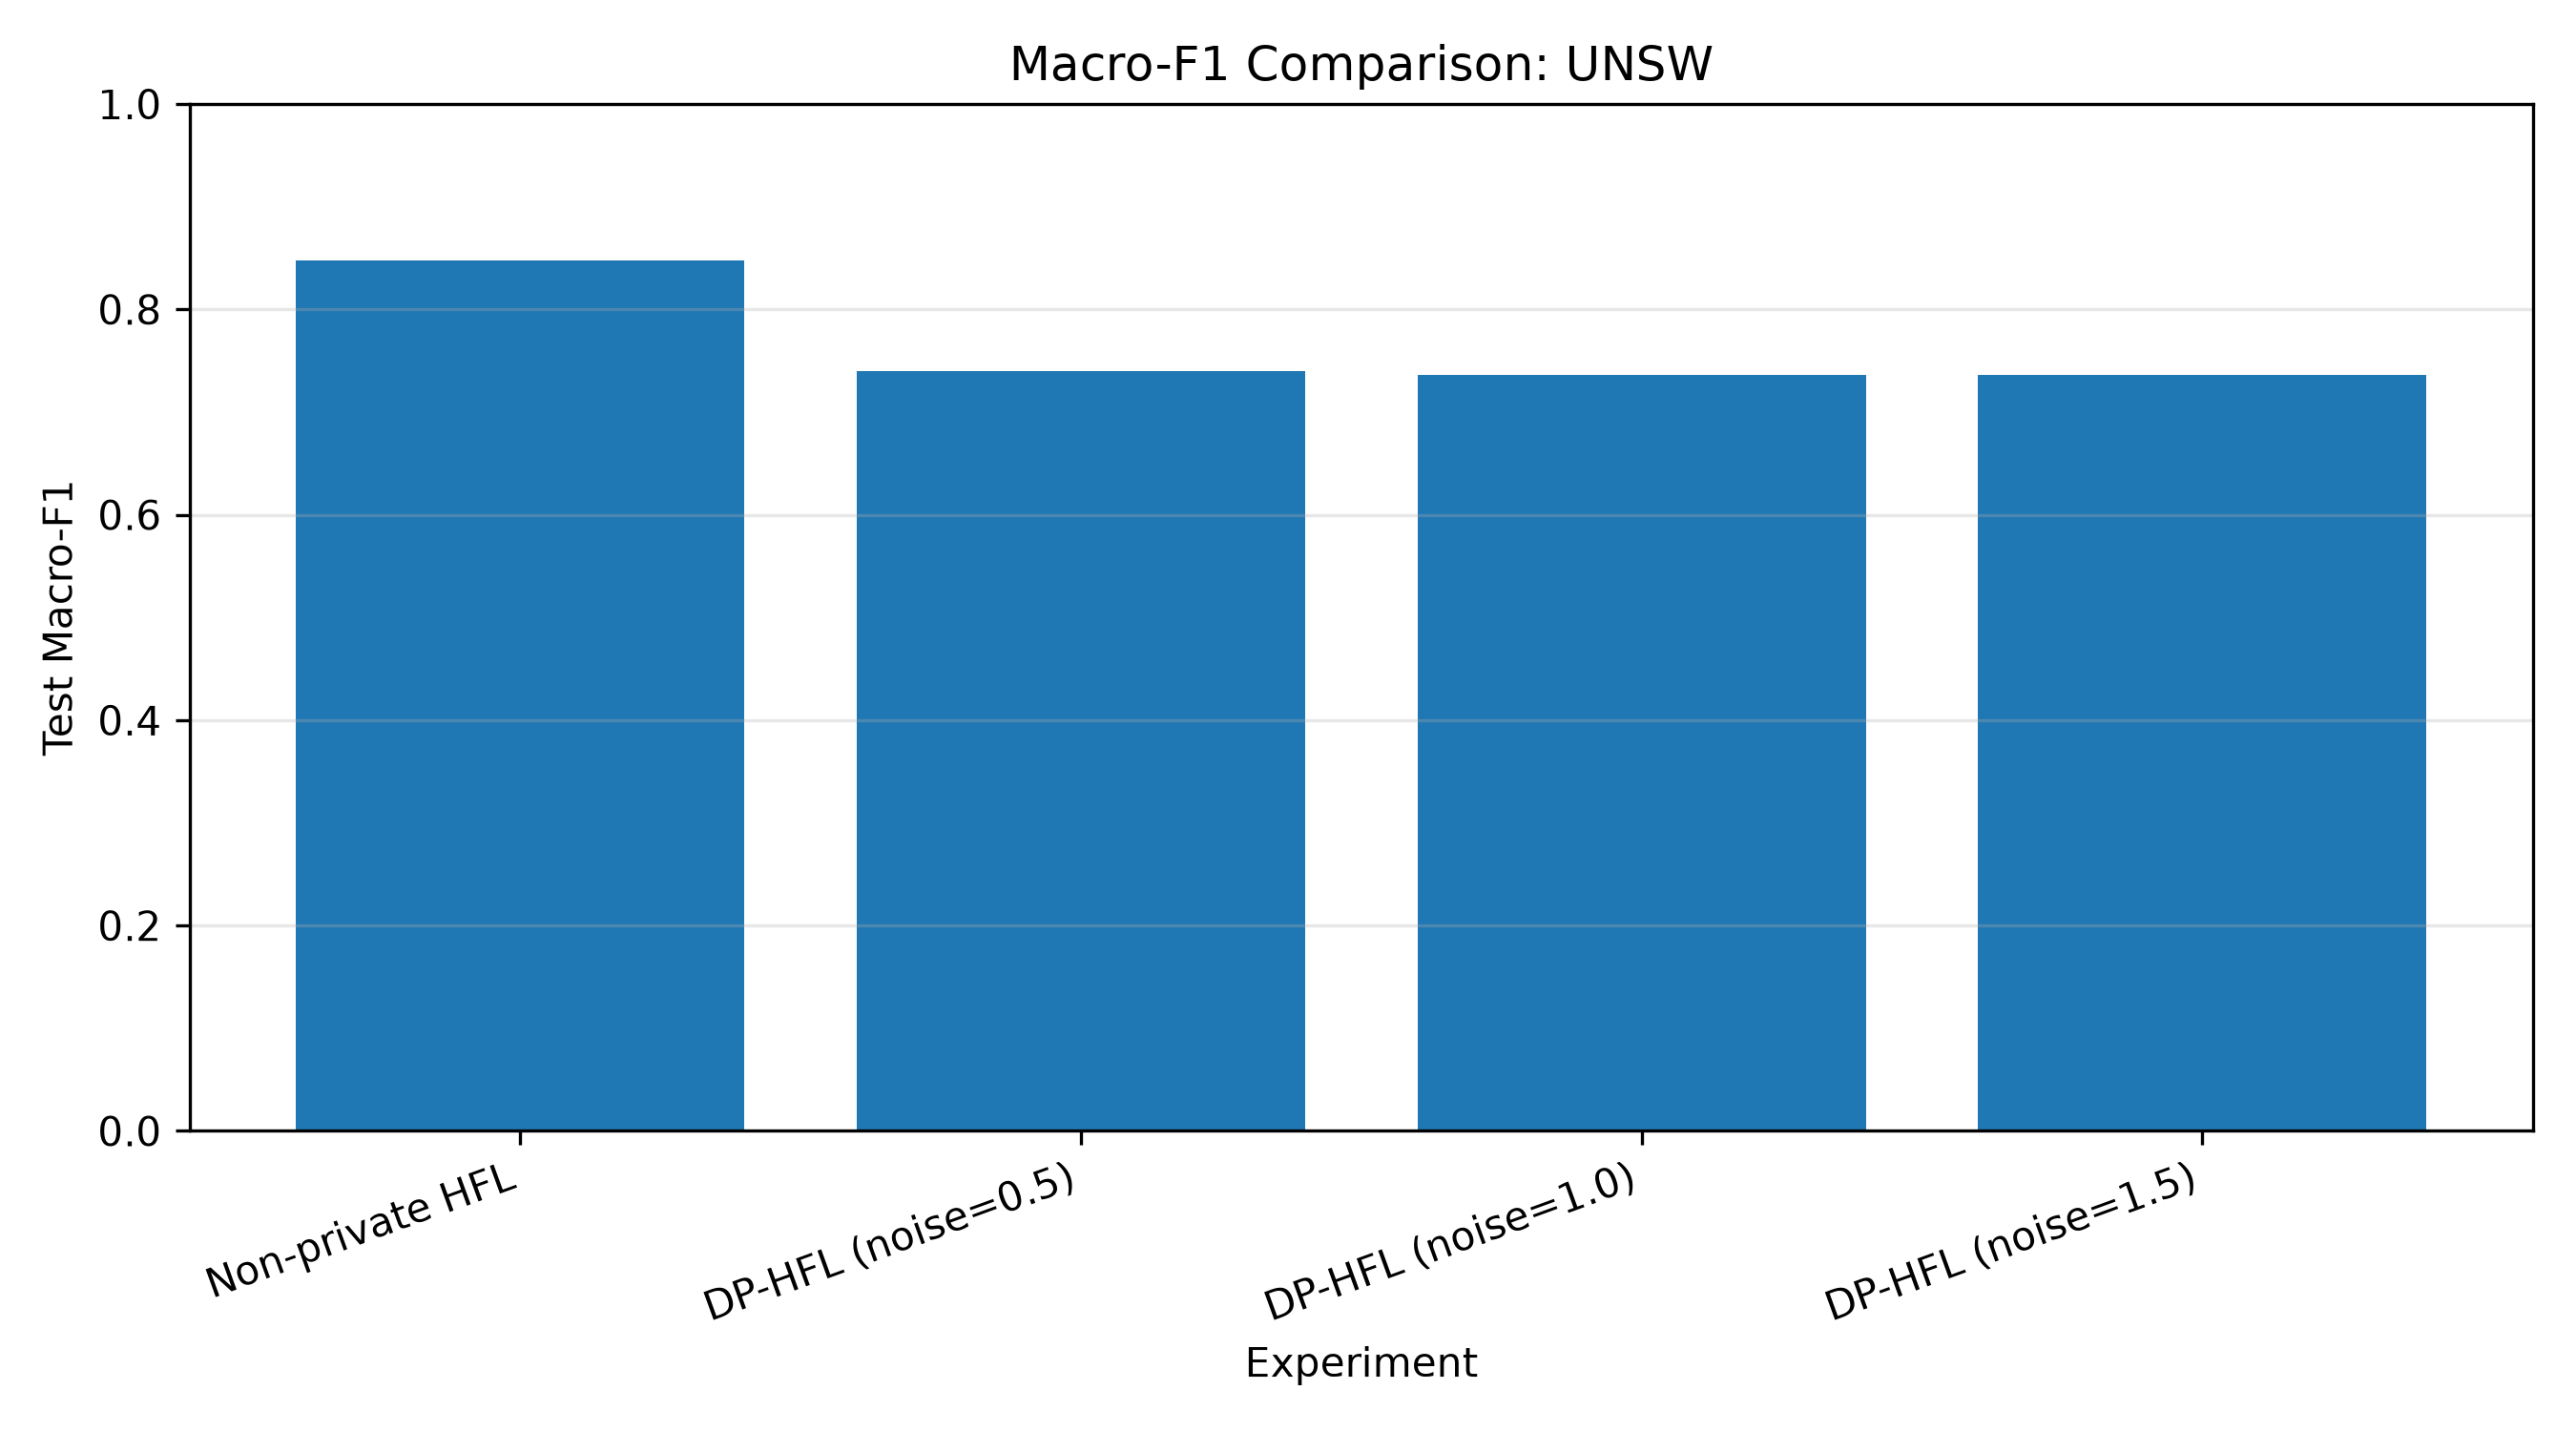 Macro-F1 Comparison: UNSW
1.0
0.8
0.6
0.4
0.2
0.0
Test Macro-F1
Non-private HFL
DP-HFL (noise=0.5)
DP-HFL (noise=1.0)
DP-HFL (noise=1.5)
Experiment